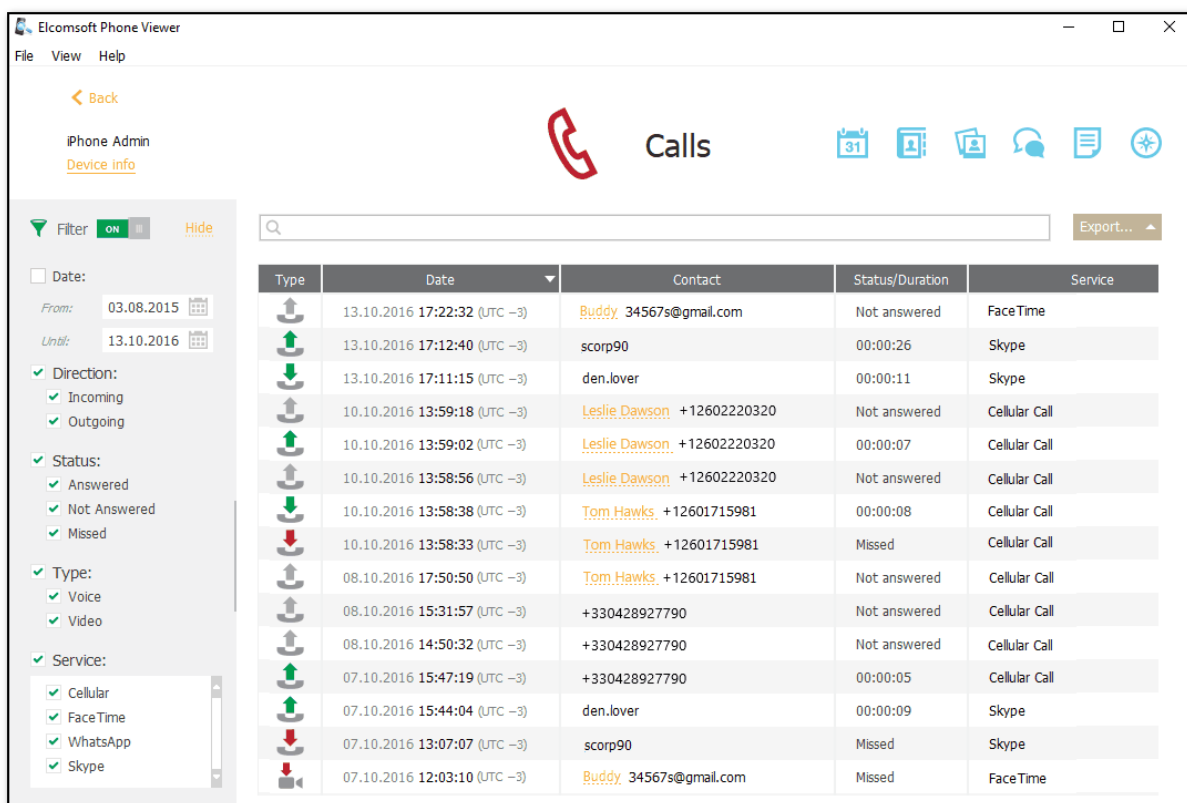 Elcomsoft Phone Viewer
File View Help
Back
iPhone Admin
Device info
Calls
31
Filter ON Hide
Export...
Date:
From: 03.08.2015
Until: 13.10.2016
Direction:
Incoming
Outgoing
Status:
Answered
Not Answered
Missed
Type:
Voice
Video
Service:
Cellular
FaceTime
WhatsApp
Skype
Type Date Contact Status/Duration Service
13.10.2016 17:22:32 (UTC −3) Buddy 34567s@gmail.com Not answered FaceTime
13.10.2016 17:12:40 (UTC −3) scorp90 00:00:26 Skype
13.10.2016 17:11:15 (UTC −3) den.lover 00:00:11 Skype
10.10.2016 13:59:18 (UTC −3) Leslie Dawson +12602220320 Not answered Cellular Call
10.10.2016 13:59:02 (UTC −3) Leslie Dawson +12602220320 00:00:07 Cellular Call
10.10.2016 13:58:56 (UTC −3) Leslie Dawson +12602220320 Not answered Cellular Call
10.10.2016 13:58:38 (UTC −3) Tom Hawks +12601715981 00:00:08 Cellular Call
10.10.2016 13:58:33 (UTC −3) Tom Hawks +12601715981 Missed Cellular Call
08.10.2016 17:50:50 (UTC −3) Tom Hawks +12601715981 Not answered Cellular Call
08.10.2016 15:31:57 (UTC −3) +330428927790 Not answered Cellular Call
08.10.2016 14:50:32 (UTC −3) +330428927790 Not answered Cellular Call
07.10.2016 15:47:19 (UTC −3) +330428927790 00:00:05 Cellular Call
07.10.2016 15:44:04 (UTC −3) den.lover 00:00:09 Skype
07.10.2016 13:07:07 (UTC −3) scorp90 Missed Skype
07.10.2016 12:03:10 (UTC −3) Buddy 34567s@gmail.com Missed FaceTime